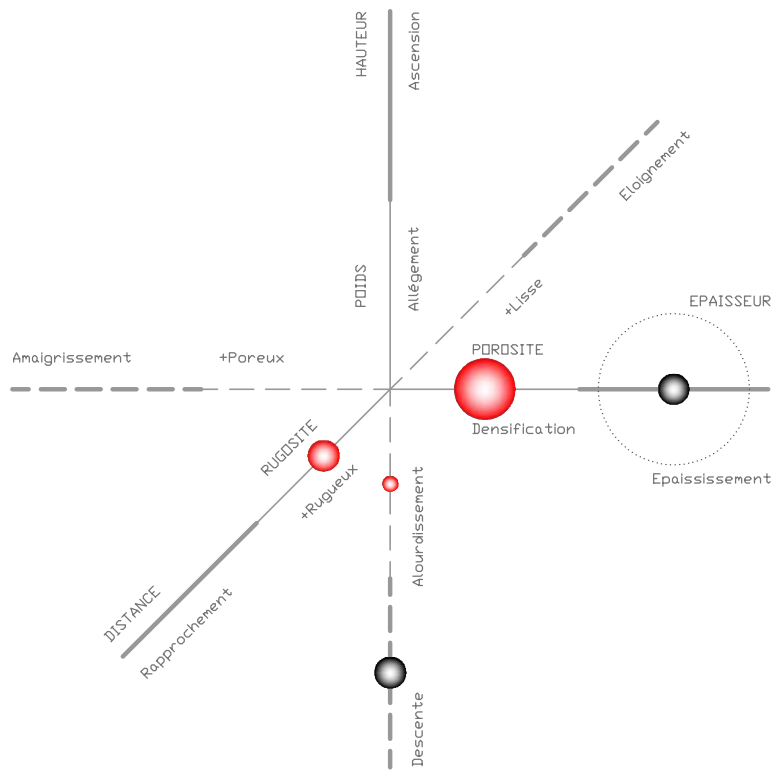 HAUTEUR
Ascension
Eloignement
POIDS
Allégement
+Lisse
EPAISSEUR
Amaigrissement
+Poreux
POROSITE
Densification
RUGOSITE
+Rugueux
Alourdissement
Epaississement
DISTANCE
Rapprochement
Descente